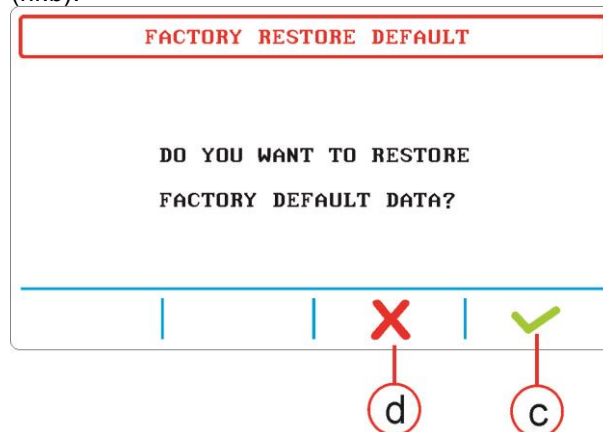 FACTORY RESTORE DEFAULT
DO YOU WANT TO RESTORE
FACTORY DEFAULT DATA?
d
c